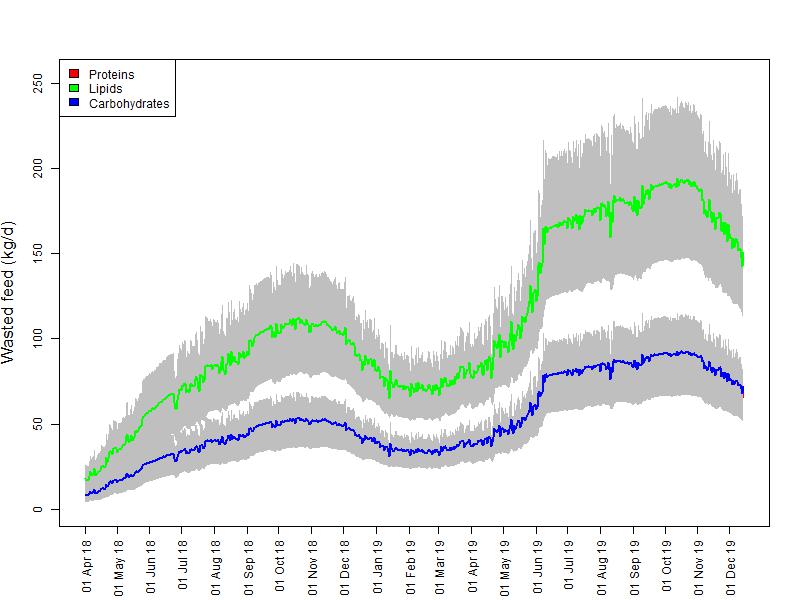 Proteins
Lipids
Carbohydrates
Wasted feed (kg/d)
250
200
150
100
50
0
01 Apr 18
01 May 18
01 Jun 18
01 Jul 18
01 Aug 18
01 Sep 18
01 Oct 18
01 Nov 18
01 Dec 18
01 Jan 19
01 Feb 19
01 Mar 19
01 Apr 19
01 May 19
01 Jun 19
01 Jul 19
01 Aug 19
01 Sep 19
01 Oct 19
01 Nov 19
01 Dec 19